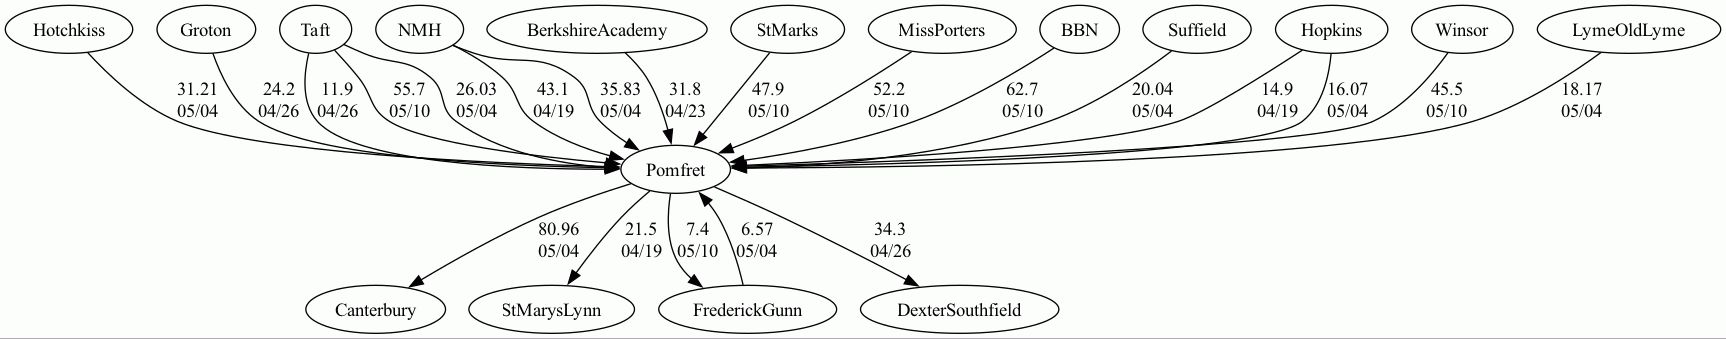 Hotchkiss Groton Taft NMH BerkshireAcademy StMarks MissPorters BBN Suffield Hopkins Winsor LymeOldLyme
31.21 24.2 11.9 55.7 26.03 43.1 35.83 31.8 47.9 52.2 62.7 20.04 14.9 16.07 45.5 18.17
05/04 04/26 04/26 05/10 05/04 04/19 05/04 04/23 05/10 05/10 05/10 05/04 04/19 05/04 05/10 05/04
Pomfret
80.96 21.5 7.4 6.57 34.3
05/04 04/19 05/10 05/04 04/26
Canterbury StMarysLynn FrederickGunn DexterSouthfield